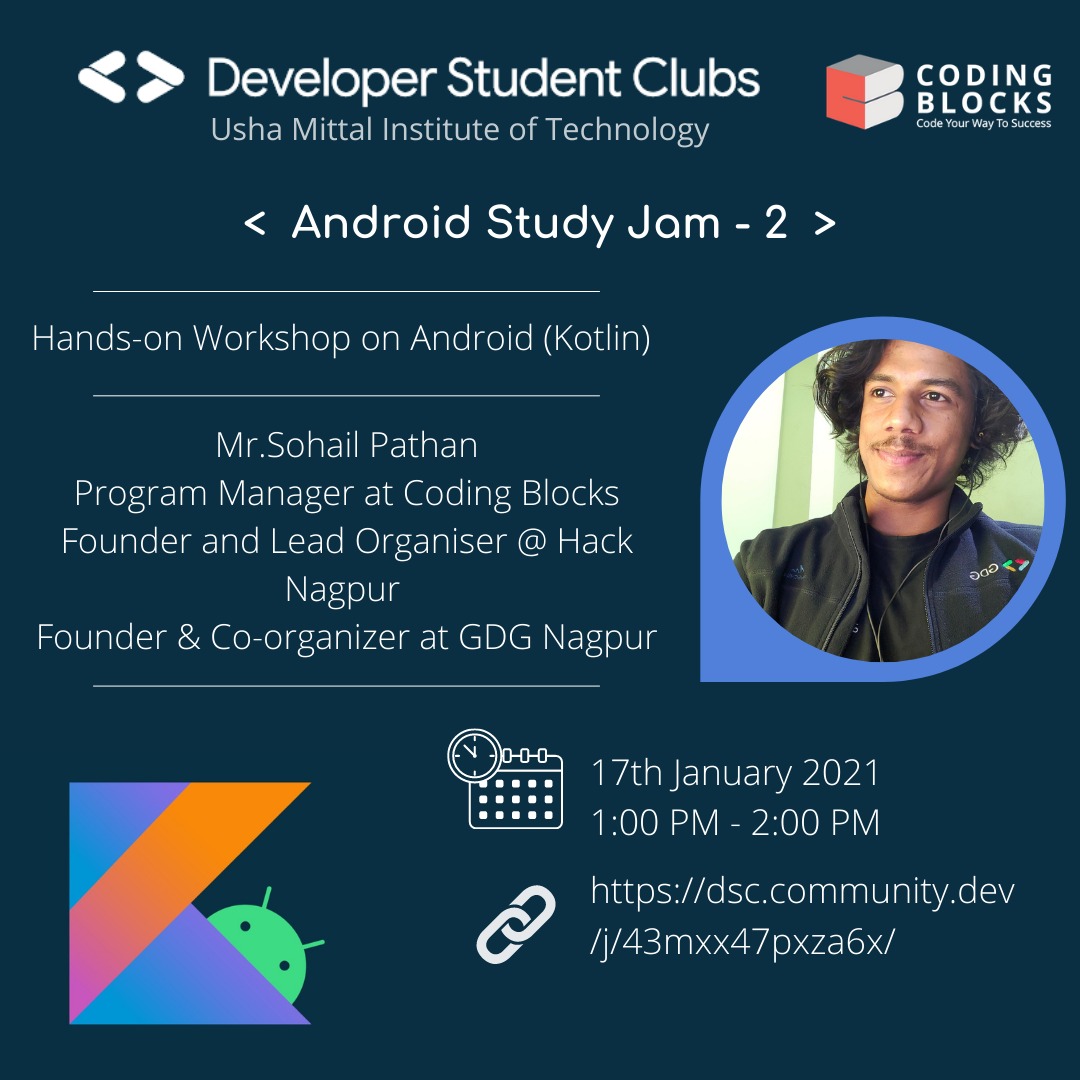 Developer Student Clubs
Usha Mittal Institute of Technology
CODING
BLOCKS
Code Your Way To Success
< Android Study Jam - 2 >
Hands-on Workshop on Android (Kotlin)
Mr.Sohail Pathan
Program Manager at Coding Blocks
Founder and Lead Organiser @ Hack
Nagpur
Founder & Co-organizer at GDG Nagpur
GDG
17th January 2021
1:00 PM - 2:00 PM
https://dsc.community.dev
/j/43mxx47pxza6x/